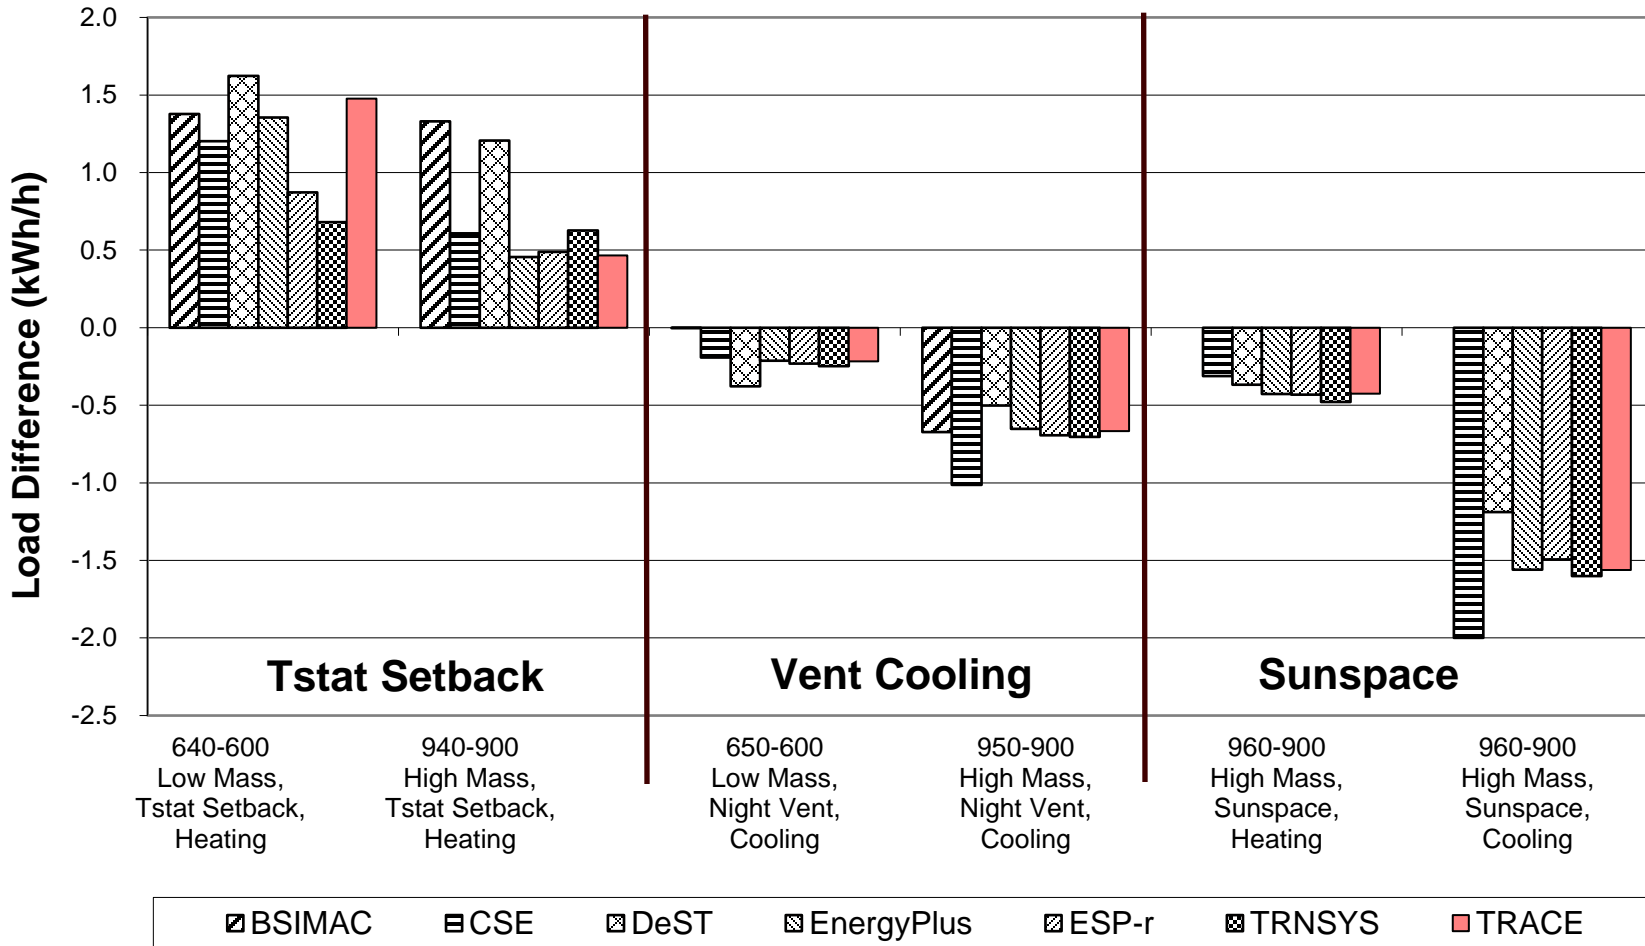 Load Difference (kWh/h)
2.0
1.5
1.0
0.5
0.0
-0.5
-1.0
-1.5
-2.0
-2.5
Tstat Setback
Vent Cooling
Sunspace
640-600
Low Mass,
Tstat Setback,
Heating
940-900
High Mass,
Tstat Setback,
Heating
650-600
Low Mass,
Night Vent,
Cooling
950-900
High Mass,
Night Vent,
Cooling
960-900
High Mass,
Sunspace,
Heating
960-900
High Mass,
Sunspace,
Cooling
BSIMAC CSE DeST EnergyPlus ESP-r TRNSYS TRACE